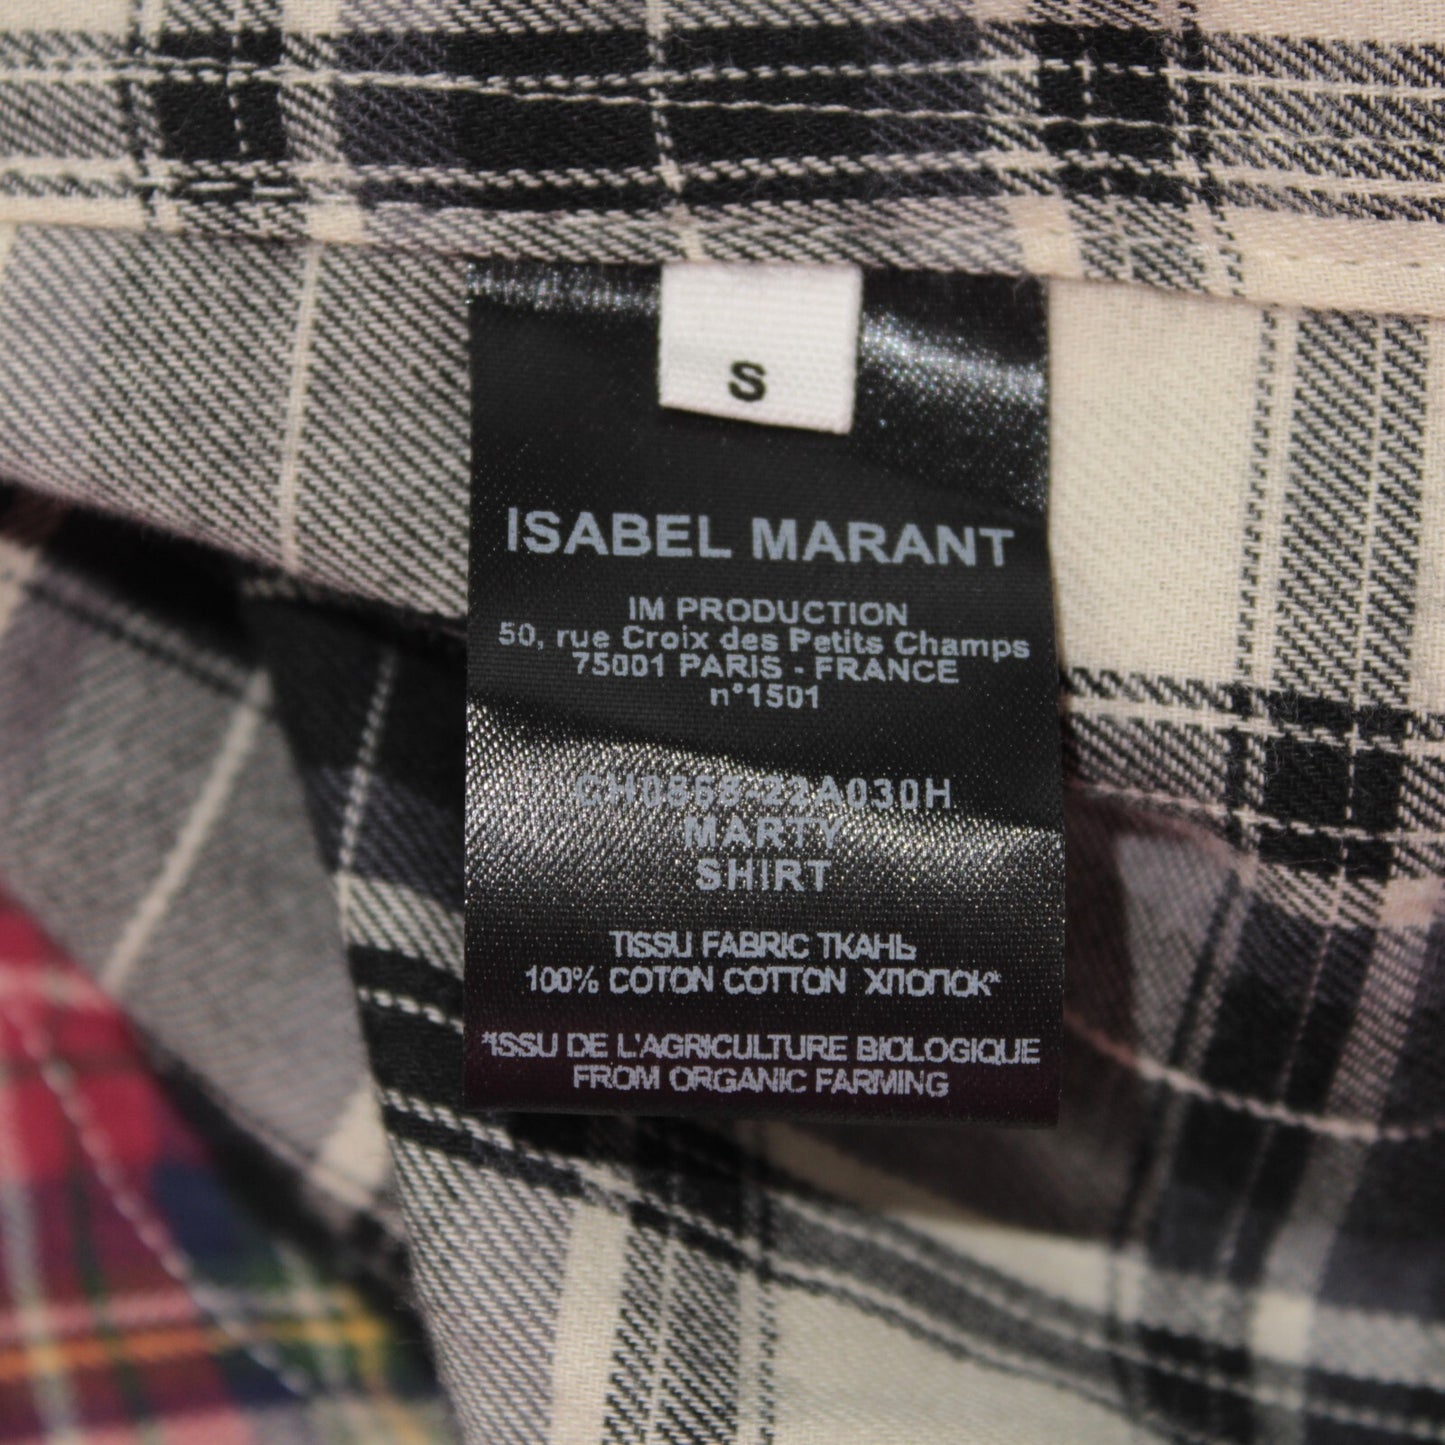 S
ISABEL MARANT
IM PRODUCTION
50, rue Croix des Petits Champs
75001 PARIS - FRANCE
n°1501
MARTY
SHIRT
TISSU FABRIC ТКАНЬ
100% COTON COTTON ХЛОПОК*
*ISSU DE L'AGRICULTURE BIOLOGIQUE
FROM ORGANIC FARMING